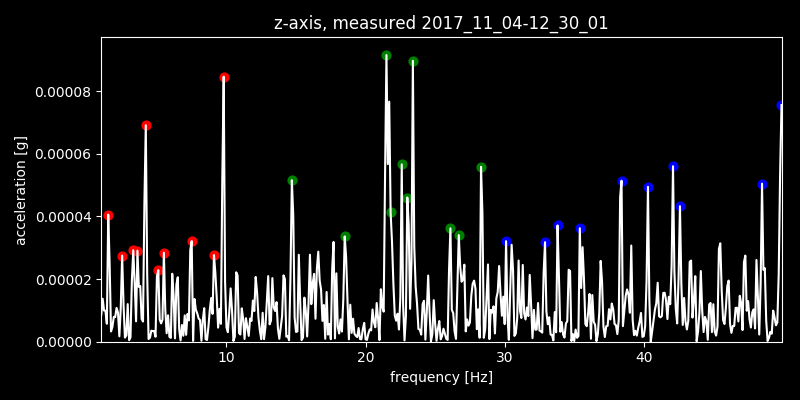 z-axis, measured 2017_11_04-12_30_01
0.00008
0.00006
0.00004
0.00002
0.00000
acceleration [g]
10 20 30 40
frequency [Hz]